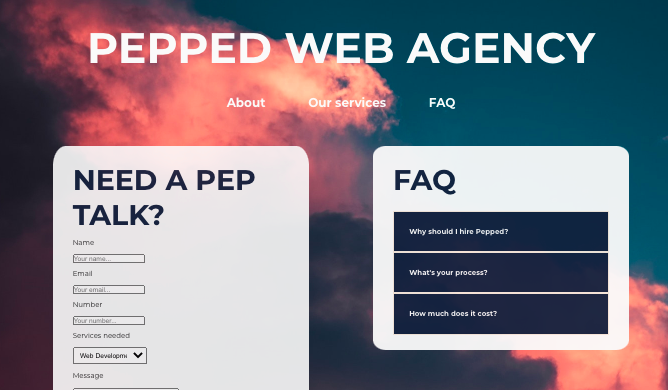 PEPPED WEB AGENCY
About Our services FAQ
NEED A PEP
TALK?
Name
Your name...
Email
Your email...
Number
Your number...
Services needed
Web Developme
Message
FAQ
Why should I hire Pepped?
What's your process?
How much does it cost?